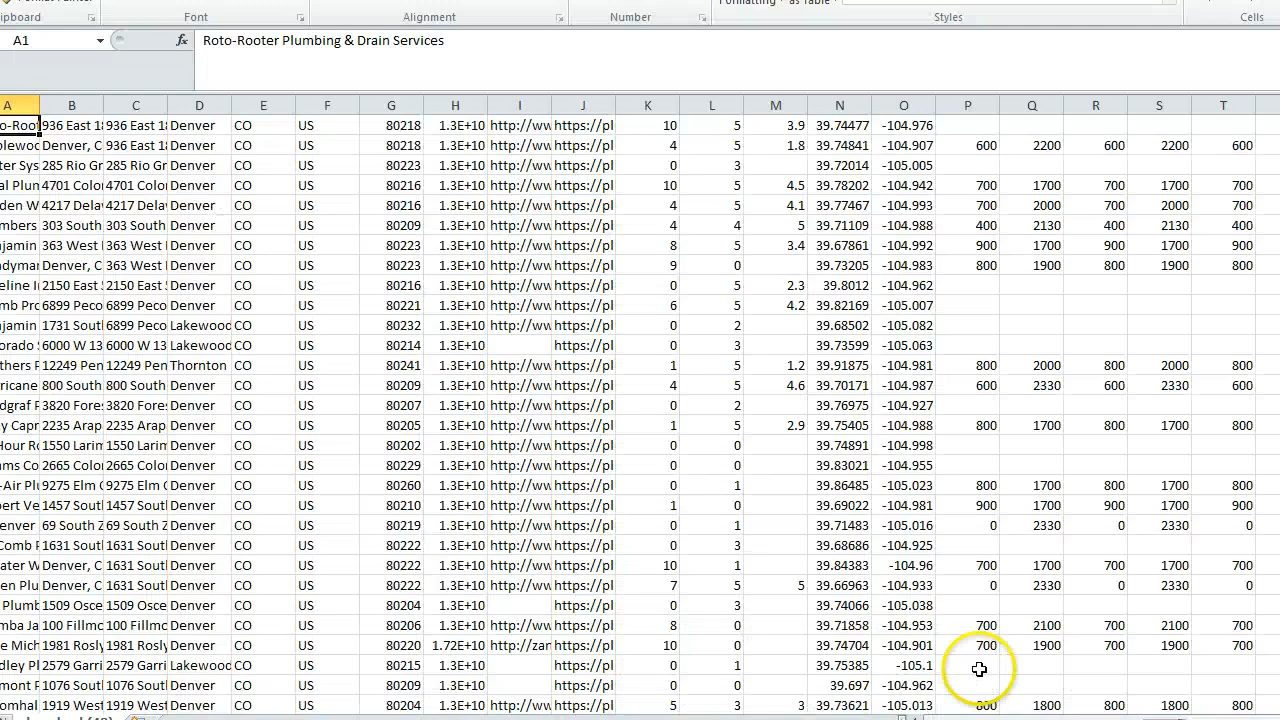 Clipboard Font Alignment Number Formatting as Table Styles Cells
A1 fx Roto-Rooter Plumbing & Drain Services
A B C D E F G H I J K L M N O P Q R S T
o-Root 936 East 18 936 East 18 Denver CO US 80218 1.3E+10 http://ww https://pl 10 5 3.9 39.74477 -104.976
plewoo Denver, C 936 East 18 Denver CO US 80218 1.3E+10 http://ww https://pl 4 5 1.8 39.74841 -104.907 600 2200 600 2200 600
ter Sys 285 Rio Gr 285 Rio Gr Denver CO US 80223 1.3E+10 http://ww https://pl 0 3 39.72014 -105.005
al Plum 4701 Color 4701 Color Denver CO US 80216 1.3E+10 http://ww https://pl 10 5 4.5 39.78202 -104.942 700 1700 700 1700 700
den W 4217 Delaw 4217 Delaw Denver CO US 80216 1.3E+10 http://ww https://pl 4 5 4.1 39.77467 -104.993 700 2000 700 2000 700
mbers 303 South 303 South Denver CO US 80209 1.3E+10 http://ww https://pl 4 4 5 39.71109 -104.988 400 2130 400 2130 400
njamin 363 West 363 West Denver CO US 80223 1.3E+10 http://ww https://pl 8 5 3.4 39.67861 -104.992 900 1700 900 1700 900
ndyma Denver, C 363 West Denver CO US 80223 1.3E+10 http://ww https://pl 9 0 39.73205 -104.983 800 1900 800 1900 800
eline I 2150 East 2150 East Denver CO US 80216 1.3E+10 http://ww https://pl 0 5 2.3 39.8012 -104.962
mb Pro 6899 Peco 6899 Peco Denver CO US 80221 1.3E+10 http://ww https://pl 6 5 4.2 39.82169 -105.007
njamin 1731 South 6899 Peco Lakewood CO US 80232 1.3E+10 http://ww https://pl 0 2 39.68502 -105.082
orado 6000 W 13 6000 W 13 Lakewood CO US 80214 1.3E+10 https://pl 0 3 39.73599 -105.063
thers P 12249 Pen 12249 Pen Thornton CO US 80241 1.3E+10 http://ww https://pl 1 5 1.2 39.91875 -104.981 800 2000 800 2000 800
rricane 800 South 800 South Denver CO US 80209 1.3E+10 http://ww https://pl 4 5 4.6 39.70171 -104.987 600 2330 600 2330 600
dgraf F 3820 Fores 3820 Fores Denver CO US 80207 1.3E+10 http://ww https://pl 0 2 39.76975 -104.927
y Capr 2235 Arap 2235 Arap Denver CO US 80205 1.3E+10 http://ww https://pl 1 5 2.9 39.75405 -104.988 800 1700 800 1700 800
Hour Ro 1550 Larim 1550 Larim Denver CO US 80202 1.3E+10 http://ww https://pl 0 0 39.74891 -104.998
ms Co 2665 Color 2665 Color Denver CO US 80229 1.3E+10 http://ww https://pl 0 0 39.83021 -104.955
-Air Plu 9275 Elm C 9275 Elm C Denver CO US 80260 1.3E+10 http://ww https://pl 0 1 39.86485 -105.023 800 1700 800 1700 800
pert Ve 1457 South 1457 South Denver CO US 80210 1.3E+10 http://ww https://pl 1 0 39.69022 -104.981 900 1700 900 1700 900
enver 69 South Z 69 South Z Denver CO US 80219 1.3E+10 http://ww https://pl 0 1 39.71483 -105.016 0 2330 0 2330 0
Comb 1631 South 1631 South Denver CO US 80222 1.3E+10 http://ww https://pl 0 3 39.68686 -104.925
ater W Denver, C 1631 South Denver CO US 80222 1.3E+10 http://ww https://pl 10 1 39.84383 -104.96 700 1700 700 1700 700
en Plu Denver, C 1631 South Denver CO US 80222 1.3E+10 http://ww https://pl 7 5 5 39.66963 -104.933 0 2330 0 2330 0
Plumb 1509 Osce 1509 Osce Denver CO US 80204 1.3E+10 https://pl 0 3 39.74066 -105.038
mba Ja 100 Fillmo 100 Fillmo Denver CO US 80206 1.3E+10 http://ww https://pl 8 0 39.71858 -104.953 700 2100 700 2100 700
e Mich 1981 Rosly 1981 Rosly Denver CO US 80220 1.72E+10 http://zan https://pl 10 0 39.74704 -104.901 700 1900 700 1900 700
dley Pl 2579 Garri 2579 Garri Lakewood CO US 80215 1.3E+10 https://pl 0 1 39.75385 -105.1
mont P 1076 South 1076 South Denver CO US 80209 1.3E+10 https://pl 0 0 39.697 -104.962
omhal 1919 West 1919 West Denver CO US 80204 1.3E+10 http://ww https://pl 5 3 3 39.73621 -105.013 800 1800 800 1800 800